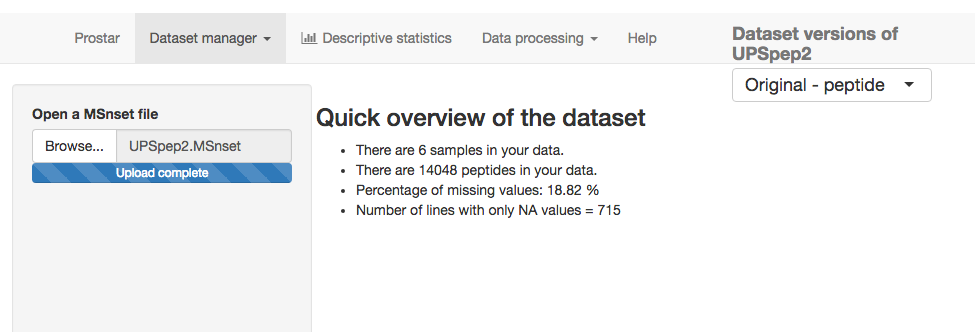 Prostar
Dataset manager
Descriptive statistics
Data processing
Help
Dataset versions of
UPSpep2
Original - peptide
Open a MSnset file
Browse... UPSpep2.MSnset
Upload complete
Quick overview of the dataset
• There are 6 samples in your data.
• There are 14048 peptides in your data.
• Percentage of missing values: 18.82 %
• Number of lines with only NA values = 715